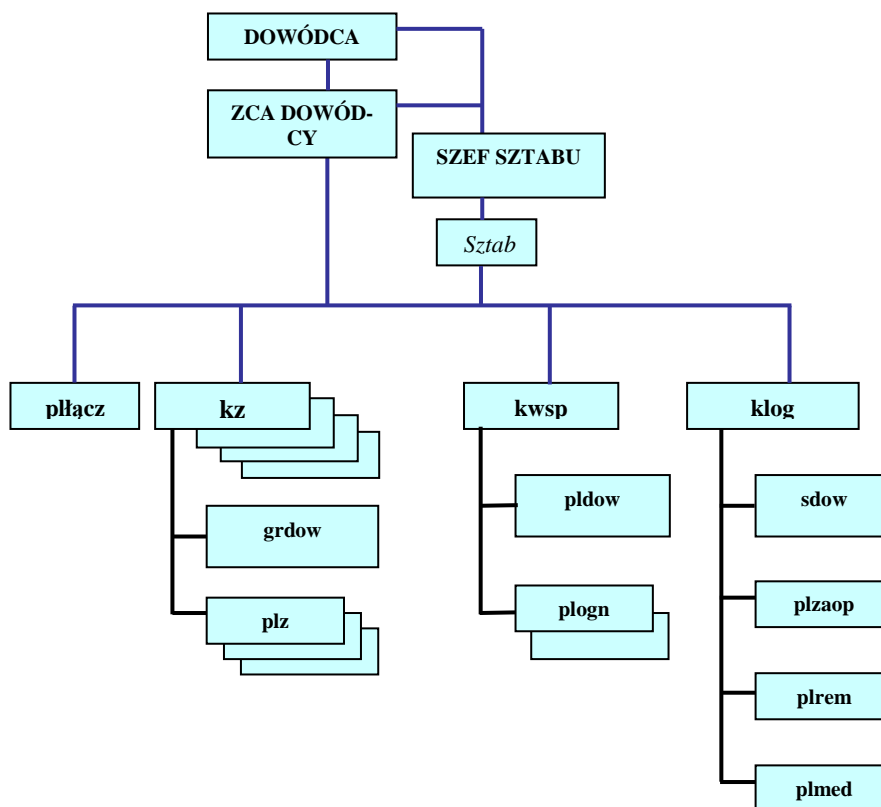 DOWÓDCA
ZCA DOWÓD-
CY
SZEF SZTABU
Sztab
płłącz
kz
kwsp
klog
grdow
plz
pldow
plogn
sdow
plzaop
plrem
plmed